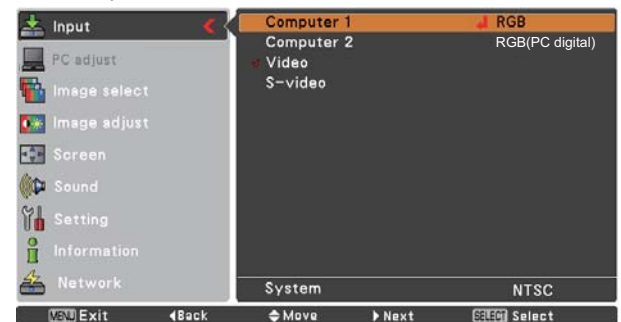 Input
PC adjust
Image select
Image adjust
Screen
Sound
Setting
Information
Network
Computer 1 RGB
Computer 2 RGB(PC digital)
Video
S-video
System NTSC
MENU Exit Back Move Next SELECT Select